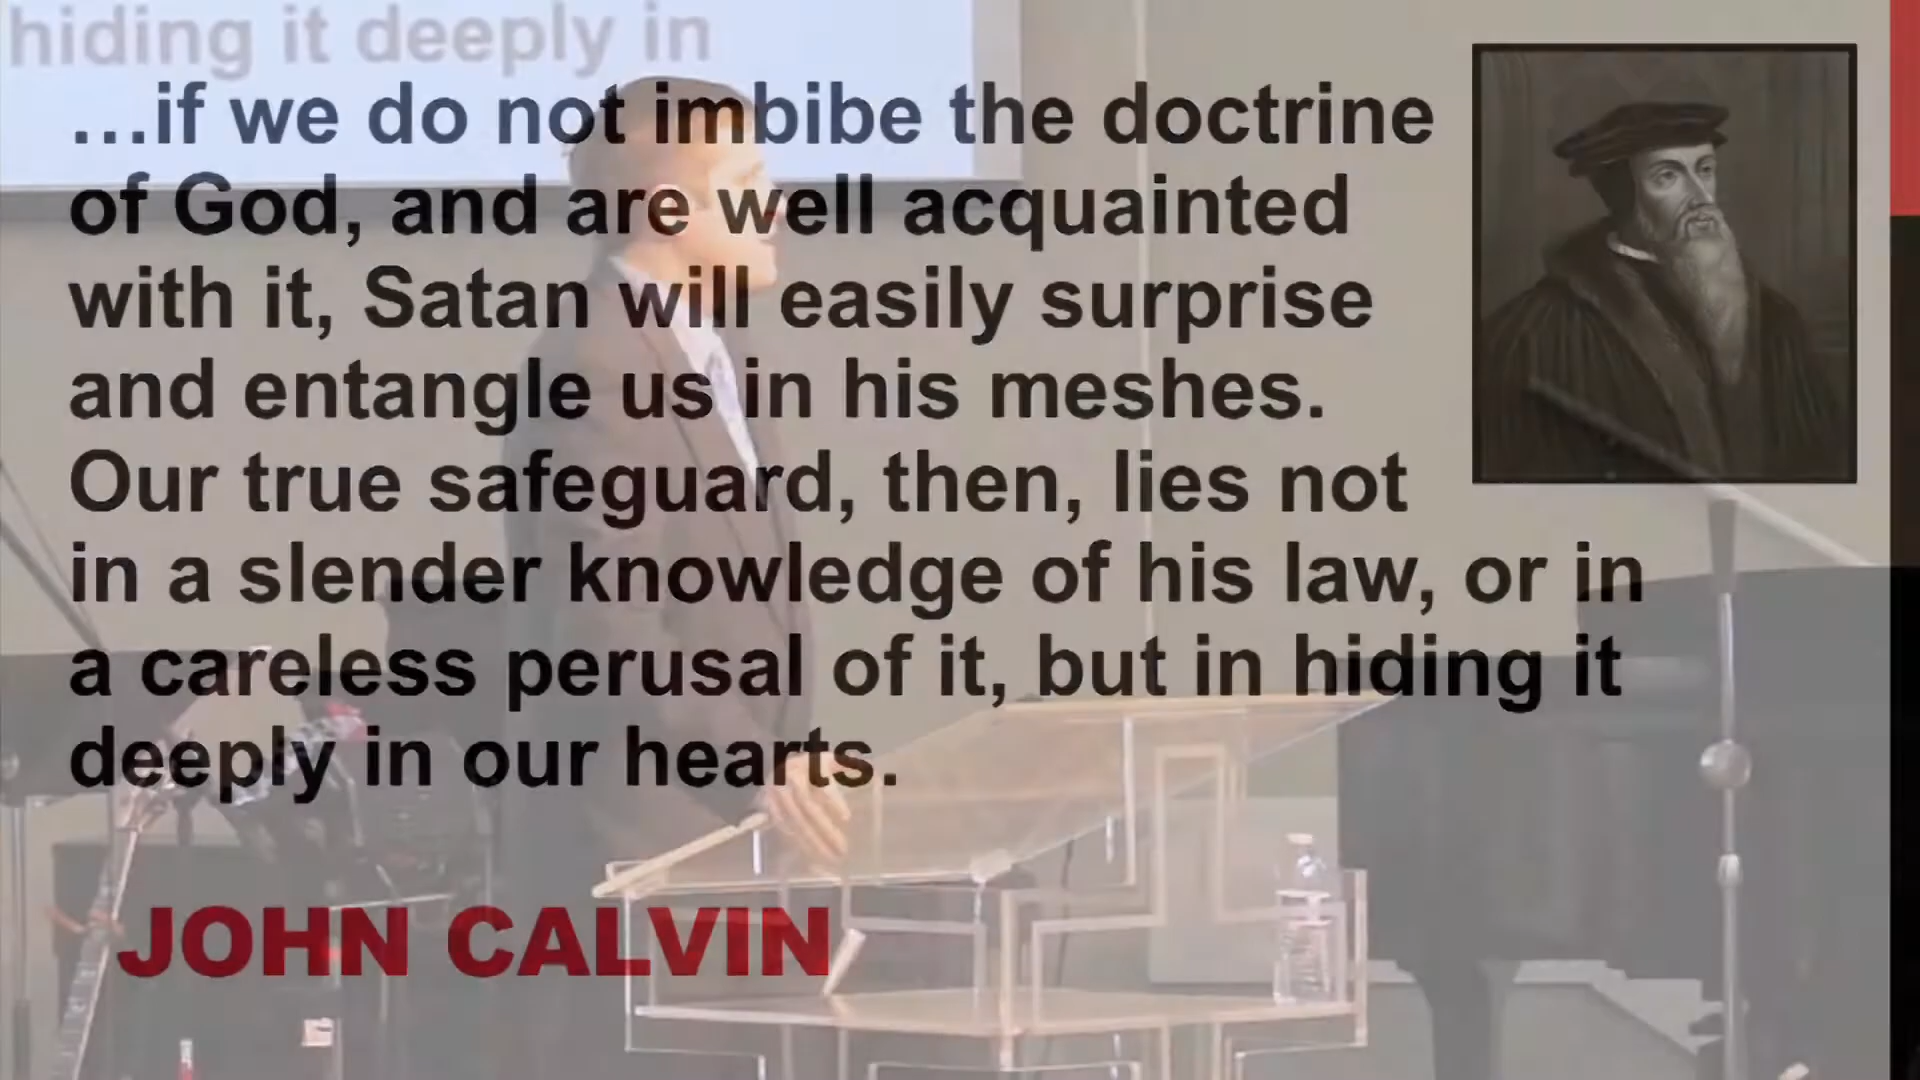 hiding it deeply in
…if we do not imbibe the doctrine
of God, and are well acquainted
with it, Satan will easily surprise
and entangle us in his meshes.
Our true safeguard, then, lies not
in a slender knowledge of his law, or in
a careless perusal of it, but in hiding it
deeply in our hearts.
JOHN CALVIN